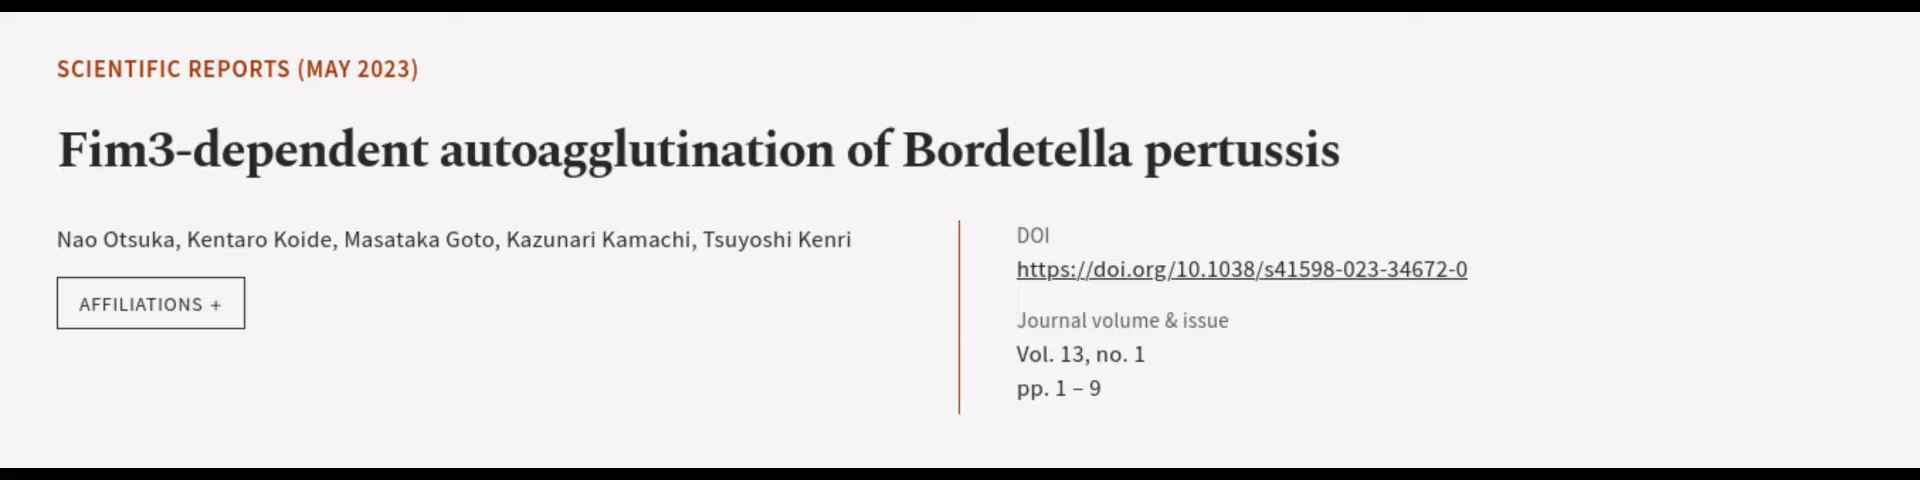 SCIENTIFIC REPORTS (MAY 2023)
Fim3-dependent autoagglutination of Bordetella pertussis
Nao Otsuka, Kentaro Koide, Masataka Goto, Kazunari Kamachi, Tsuyoshi Kenri
AFFILIATIONS +
DOI
https://doi.org/10.1038/s41598-023-34672-0
Journal volume & issue
Vol. 13, no. 1
pp. 1 – 9